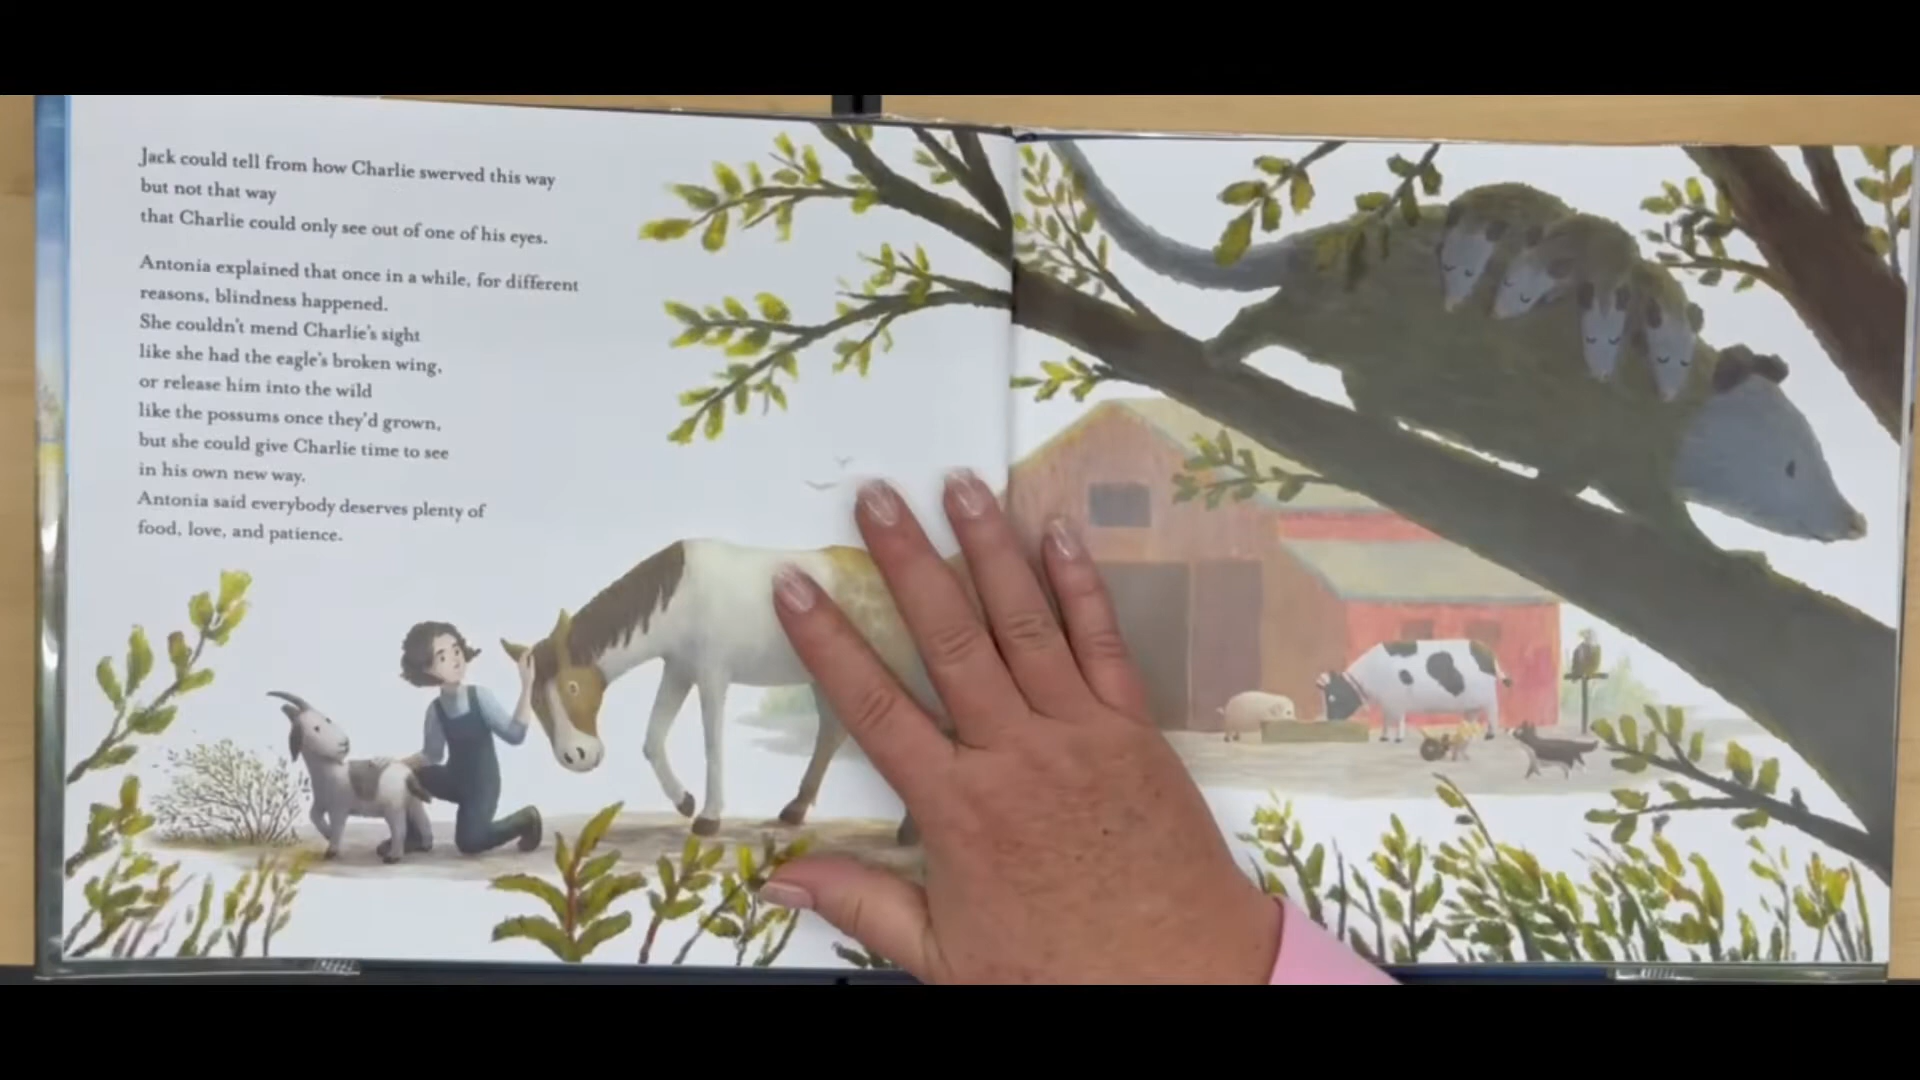 Jack could tell from how Charlie swerved this way
but not that way
that Charlie could only see out of one of his eyes.
Antonia explained that once in a while, for different
reasons, blindness happened.
She couldn't mend Charlie's sight
like she had the eagle's broken wing,
or release him into the wild
like the possums once they'd grown,
but she could give Charlie time to see
in his own new way.
Antonia said everybody deserves plenty of
food, love, and patience.